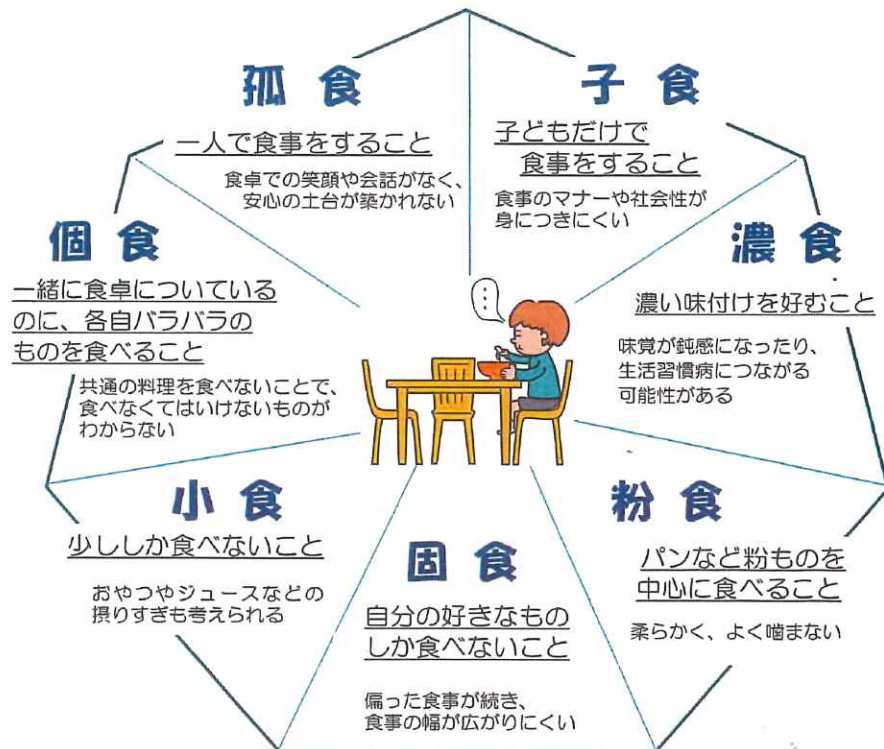 孤食
一人で食事をすること
食卓での笑顔や会話がなく、
安心の土台が築かれない
子食
子どもだけで
食事をすること
食事のマナーや社会性が
身につきにくい
個食
一緒に食卓についている
のに、各自バラバラの
ものを食べること
共通の料理を食べないことで、
食べなくてはいけないものが
わからない
濃食
濃い味付けを好むこと
味覚が鈍感になったり、
生活習慣病につながる
可能性がある
小食
少ししか食べないこと
おやつやジュースなどの
摂りすぎも考えられる
固食
自分の好きなもの
しか食べないこと
偏った食事が続き、
食事の幅が広がりにくい
粉食
パンなど粉ものを
中心に食べること
柔らかく、よく噛まない